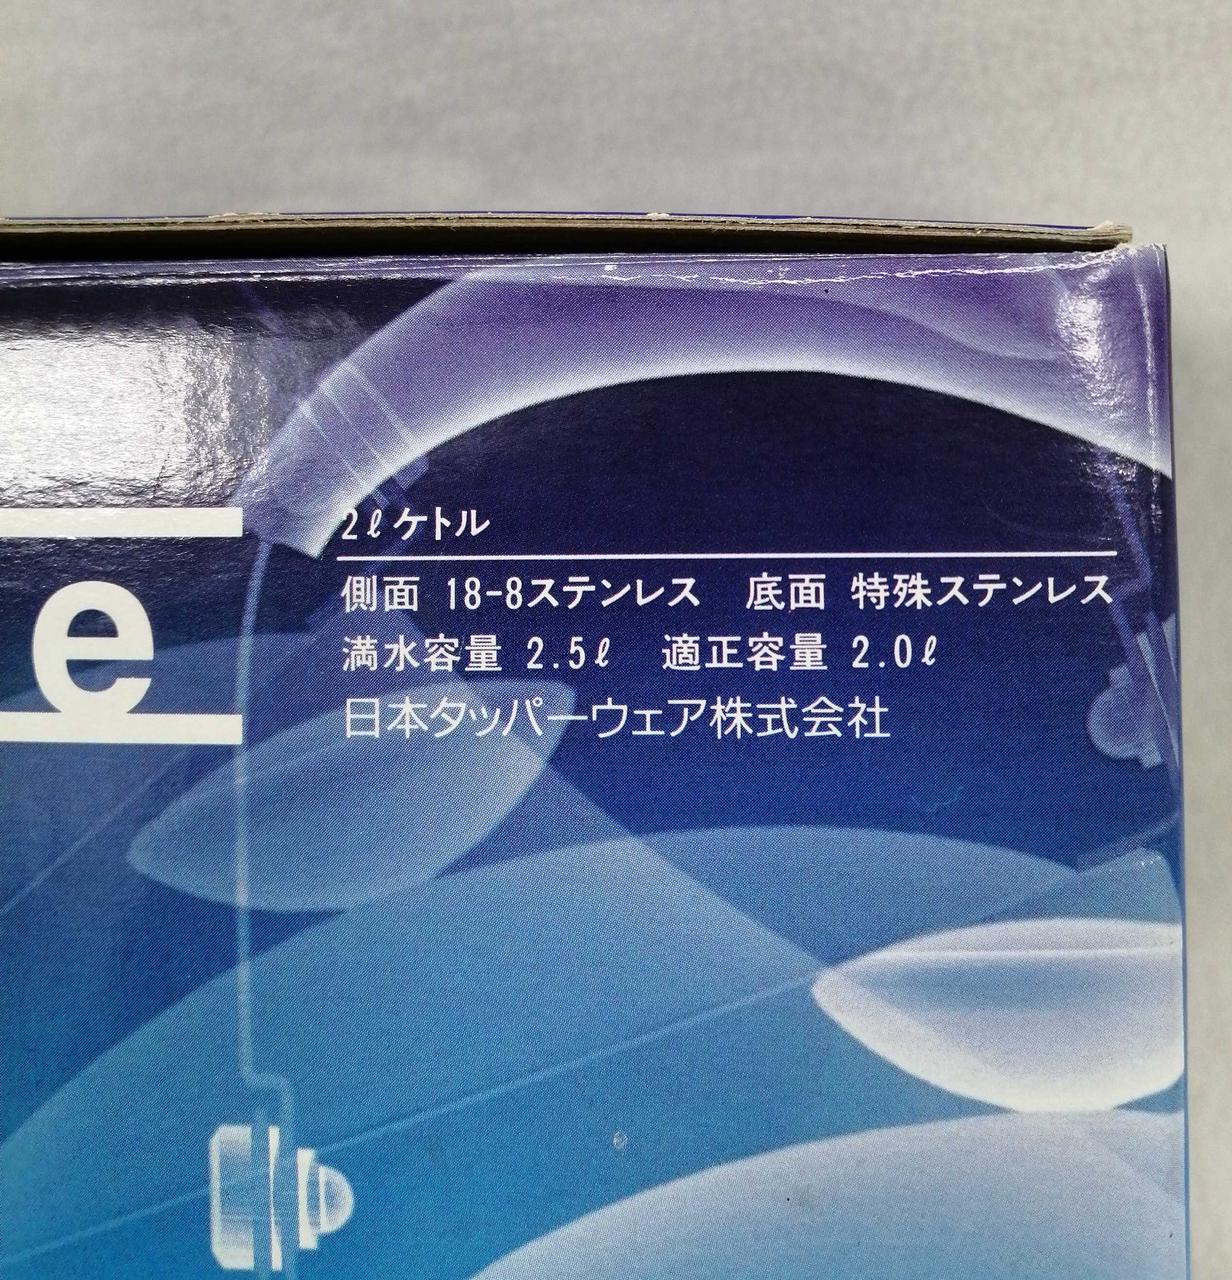 e
2ℓケトル
側面 18-8ステンレス 底面 特殊ステンレス
満水容量 2.5ℓ 適正容量 2.0ℓ
日本タッパーウェア株式会社